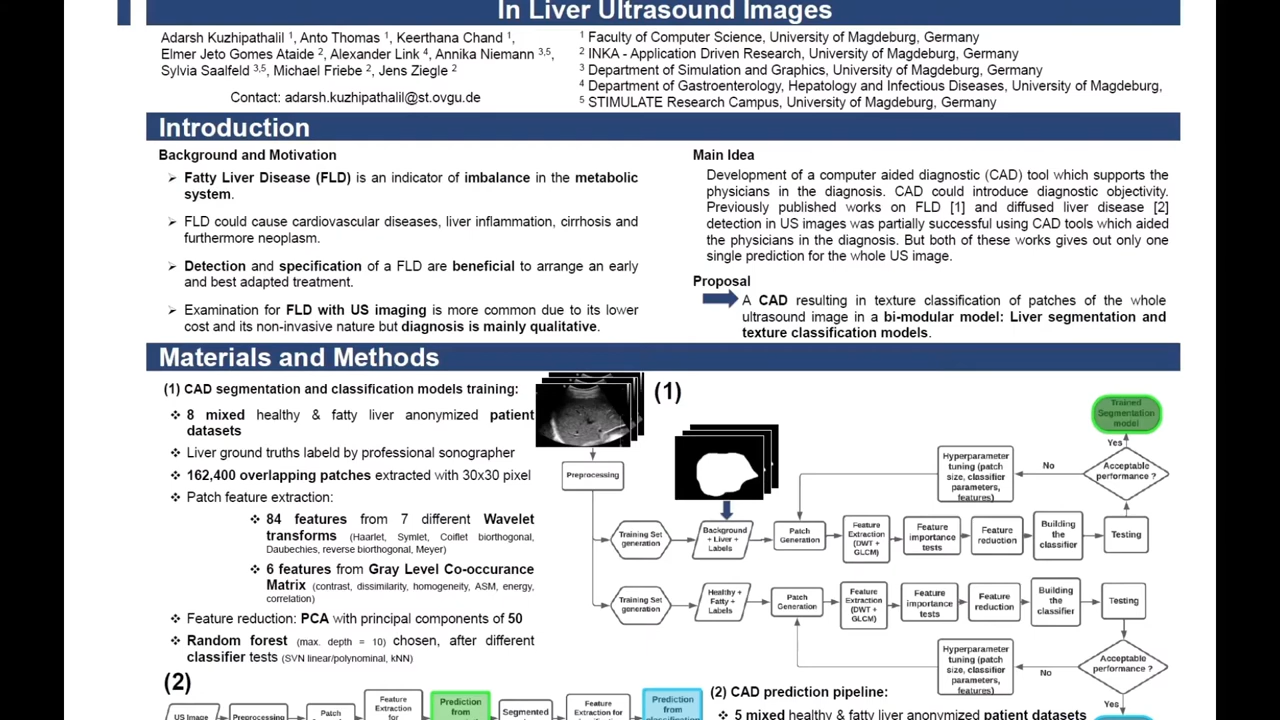 In Liver Ultrasound Images
Adarsh Kuzhipathalil 1, Anto Thomas 1, Keerthana Chand 1,
Elmer Jeto Gomes Ataide 2, Alexander Link 4, Annika Niemann 3,5,
Sylvia Saalfeld 3,5, Michael Friebe 2, Jens Ziegle 2
Contact: adarsh.kuzhipathalil@st.ovgu.de
1 Faculty of Computer Science, University of Magdeburg, Germany
2 INKA - Application Driven Research, University of Magdeburg, Germany
3 Department of Simulation and Graphics, University of Magdeburg, Germany
4 Department of Gastroenterology, Hepatology and Infectious Diseases, University of Magdeburg,
5 STIMULATE Research Campus, University of Magdeburg, Germany
Introduction
Background and Motivation
➢ Fatty Liver Disease (FLD) is an indicator of imbalance in the metabolic
system.
➢ FLD could cause cardiovascular diseases, liver inflammation, cirrhosis and
furthermore neoplasm.
➢ Detection and specification of a FLD are beneficial to arrange an early
and best adapted treatment.
➢ Examination for FLD with US imaging is more common due to its lower
cost and its non-invasive nature but diagnosis is mainly qualitative.
Main Idea
Development of a computer aided diagnostic (CAD) tool which supports the
physicians in the diagnosis. CAD could introduce diagnostic objectivity.
Previously published works on FLD [1] and diffused liver disease [2]
detection in US images was partially successful using CAD tools which aided
the physicians in the diagnosis. But both of these works gives out only one
single prediction for the whole US image.
Proposal
A CAD resulting in texture classification of patches of the whole
ultrasound image in a bi-modular model: Liver segmentation and
texture classification models.
Materials and Methods
(1) CAD segmentation and classification models training:
❖ 8 mixed healthy & fatty liver anonymized patient
datasets
❖ Liver ground truths labeled by professional sonographer
❖ 162,400 overlapping patches extracted with 30x30 pixel
❖ Patch feature extraction:
❖ 84 features from 7 different Wavelet
transforms (Haarlet, Symlet, Coiflet biorthogonal,
Daubechies, reverse biorthogonal, Meyer)
❖ 6 features from Gray Level Co-occurance
Matrix (contrast, dissimilarity, homogeneity, ASM, energy,
correlation)
❖ Feature reduction: PCA with principal components of 50
❖ Random forest (max. depth = 10) chosen, after different
classifier tests (SVN linear/polynominal, kNN)
(1)
Preprocessing
Training Set
generation
Background
+ Liver +
Labels
Patch
Generation
Feature
Extraction
(DWT +
GLCM)
Feature
importance
tests
Feature
reduction
Building
the
classifier
Testing
Acceptable
performance ?
No
Yes
Hyperparameter
tuning (patch
size, classifier
parameters,
features)
Trained
Segmentation
model
Training Set
generation
Healthy +
Fatty +
Labels
Patch
Generation
Feature
Extraction
(DWT +
GLCM)
Feature
importance
tests
Feature
reduction
Building
the
classifier
Testing
Acceptable
performance ?
No
Yes
Hyperparameter
tuning (patch
size, classifier
parameters,
features)
(2)
US Image
Preprocessing
Feature
Extraction for
Prediction
from
Segmented
Feature
Extraction for
Prediction
from
(2) CAD prediction pipeline:
❖ 5 mixed healthy & fatty liver anonymized patient datasets